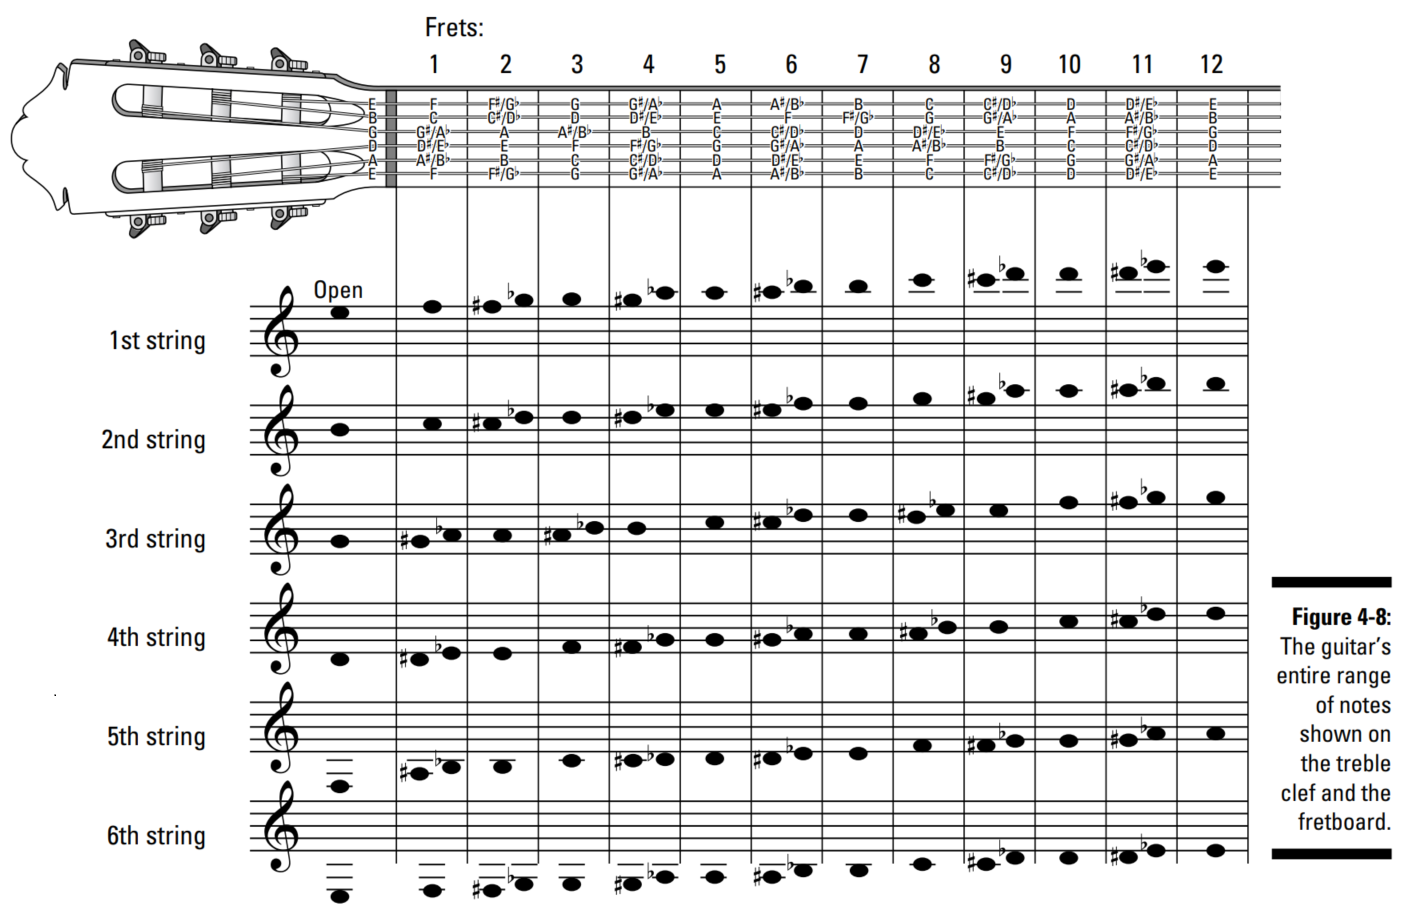 Frets:
1 2 3 4 5 6 7 8 9 10 11 12
E F F♯/G♭ G G♯/A♭ A A♯/B♭ B C C♯/D♭ D D♯/E♭ E
B C C♯/D♭ D D♯/E♭ E F F♯/G♭ G G♯/A♭ A A♯/B♭ B
G G♯/A♭ A A♯/B♭ B C C♯/D♭ D D♯/E♭ E F F♯/G♭ G
D D♯/E♭ E F F♯/G♭ G G♯/A♭ A A♯/B♭ B C C♯/D♭ D
A A♯/B♭ B C C♯/D♭ D D♯/E♭ E F F♯/G♭ G G♯/A♭ A
E F F♯/G♭ G G♯/A♭ A A♯/B♭ B C C♯/D♭ D D♯/E♭ E
Open
1st string
2nd string
3rd string
4th string
5th string
6th string
Figure 4-8:
The guitar’s
entire range
of notes
shown on
the treble
clef and the
fretboard.